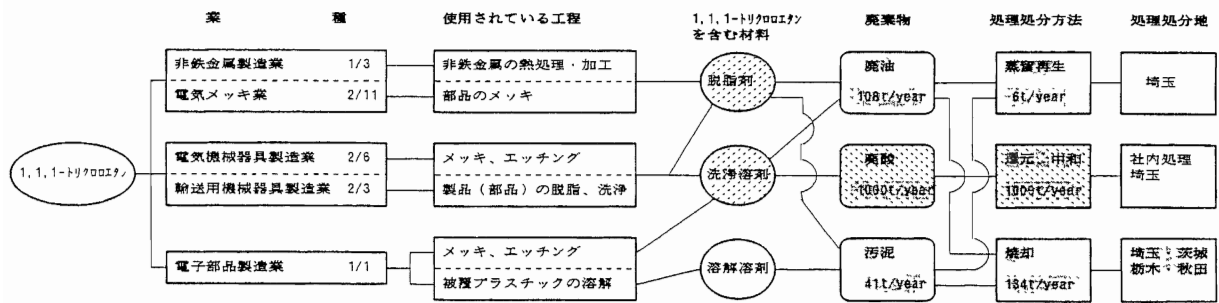 業　種　使用されている工程　1,1,1-トリクロロエタンを含む材料　廃棄物　処理処分方法　処理処分地
1,1,1-トリクロロエタン
非鉄金属製造業　1/3
電気メッキ業　2/11
電気機械器具製造業　2/6
輸送用機械器具製造業　2/3
電子部品製造業　1/1
非鉄金属の熱処理・加工
部品のメッキ
メッキ、エッチング
製品（部品）の脱脂、洗浄
メッキ、エッチング
被覆プラスチックの溶解
脱脂剤
洗浄溶剤
溶解溶剤
廃油
108t/year
廃酸
1000t/year
汚泥
41t/year
蒸留再生
6t/year
還元、中和
焼却
埼玉
社内処理
埼玉
埼玉　茨城
栃木　秋田